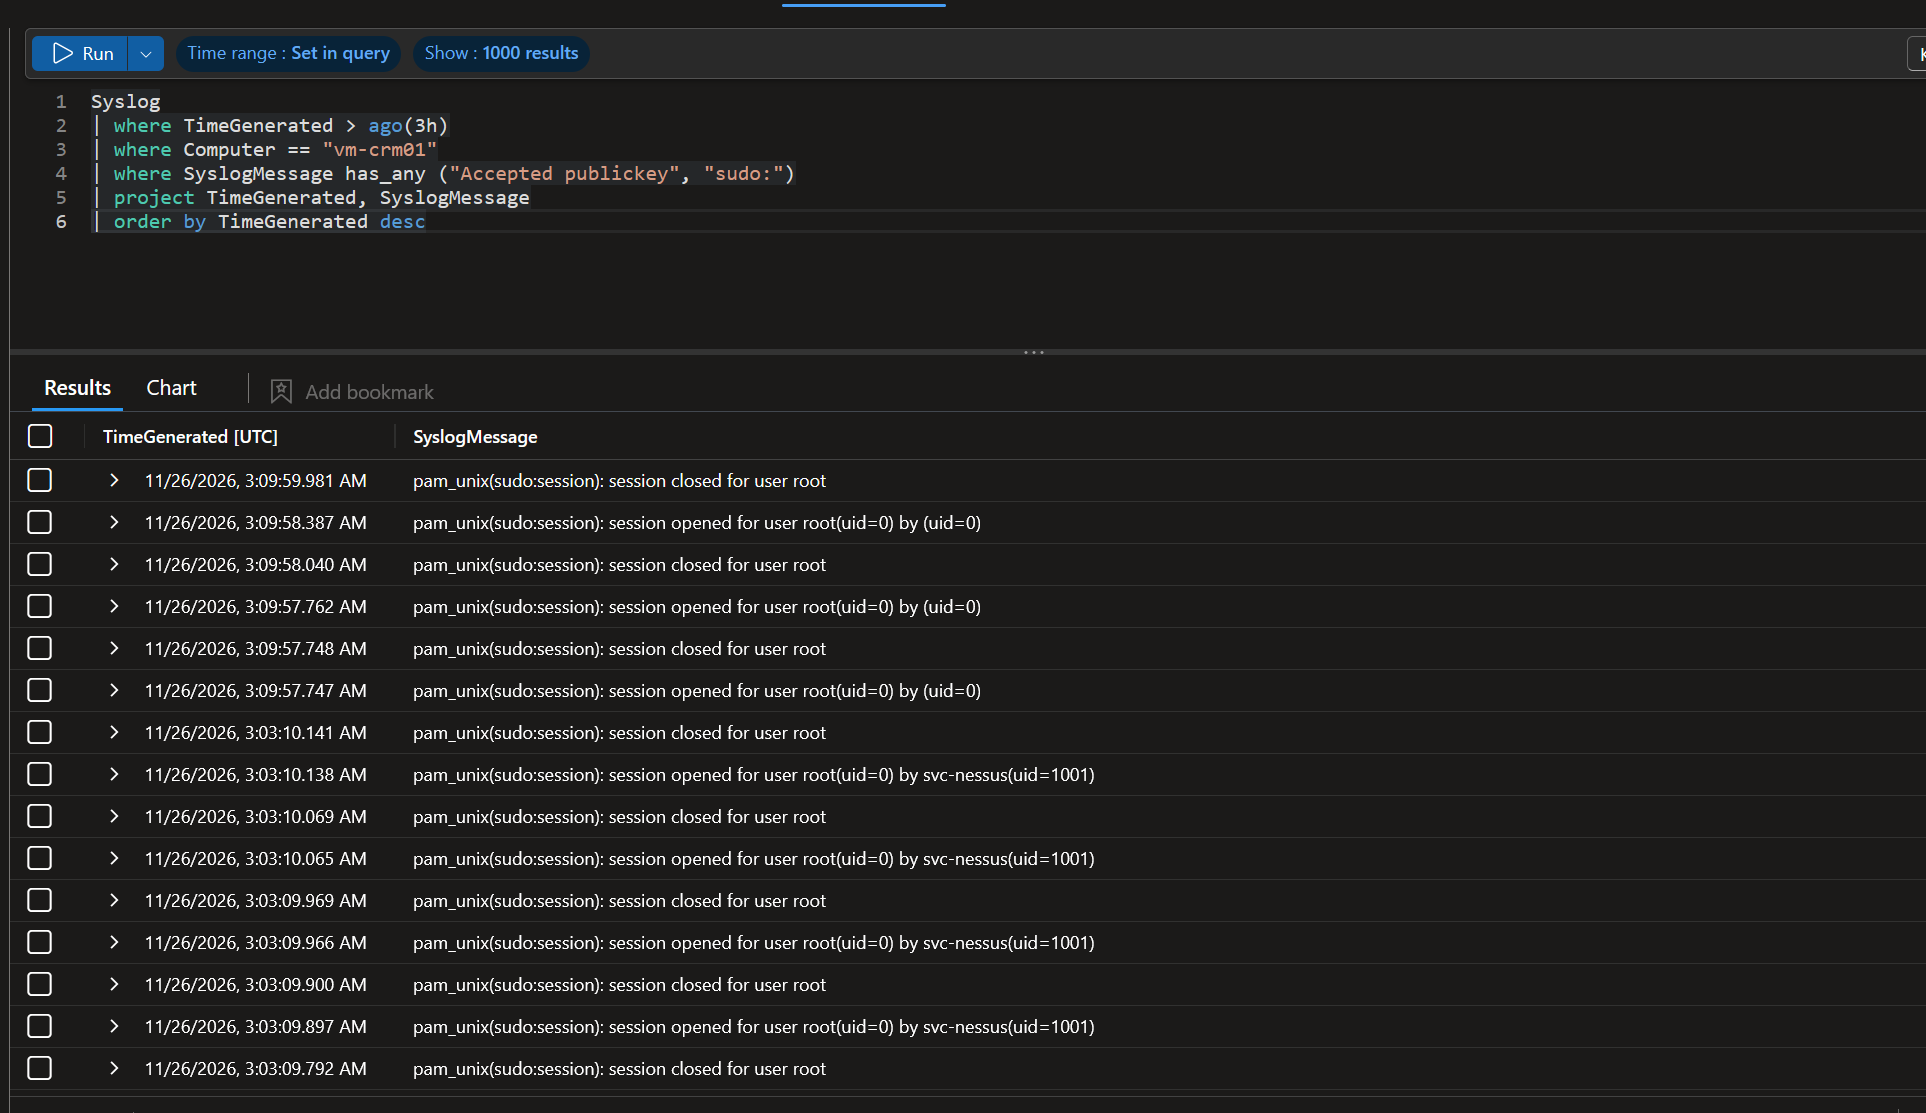 Run
Time range : Set in query
Show : 1000 results
K
1 Syslog
2 | where TimeGenerated > ago(3h)
3 | where Computer == "vm-crm01"
4 | where SyslogMessage has_any ("Accepted publickey", "sudo:")
5 | project TimeGenerated, SyslogMessage
6 | order by TimeGenerated desc
Results Chart Add bookmark
TimeGenerated [UTC] SyslogMessage
11/26/2026, 3:09:59.981 AM pam_unix(sudo:session): session closed for user root
11/26/2026, 3:09:58.387 AM pam_unix(sudo:session): session opened for user root(uid=0) by (uid=0)
11/26/2026, 3:09:58.040 AM pam_unix(sudo:session): session closed for user root
11/26/2026, 3:09:57.762 AM pam_unix(sudo:session): session opened for user root(uid=0) by (uid=0)
11/26/2026, 3:09:57.748 AM pam_unix(sudo:session): session closed for user root
11/26/2026, 3:09:57.747 AM pam_unix(sudo:session): session opened for user root(uid=0) by (uid=0)
11/26/2026, 3:03:10.141 AM pam_unix(sudo:session): session closed for user root
11/26/2026, 3:03:10.138 AM pam_unix(sudo:session): session opened for user root(uid=0) by svc-nessus(uid=1001)
11/26/2026, 3:03:10.069 AM pam_unix(sudo:session): session closed for user root
11/26/2026, 3:03:10.065 AM pam_unix(sudo:session): session opened for user root(uid=0) by svc-nessus(uid=1001)
11/26/2026, 3:03:09.969 AM pam_unix(sudo:session): session closed for user root
11/26/2026, 3:03:09.966 AM pam_unix(sudo:session): session opened for user root(uid=0) by svc-nessus(uid=1001)
11/26/2026, 3:03:09.900 AM pam_unix(sudo:session): session closed for user root
11/26/2026, 3:03:09.897 AM pam_unix(sudo:session): session opened for user root(uid=0) by svc-nessus(uid=1001)
11/26/2026, 3:03:09.792 AM pam_unix(sudo:session): session closed for user root